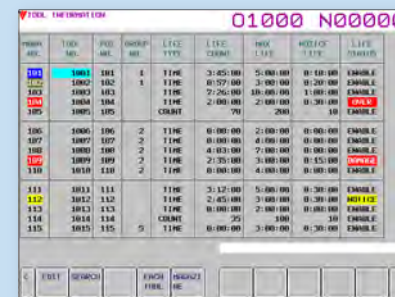 TOOL INFORMATION O1000 N0000
MANAG NO. TOOL NO. POS NO. GROUP NO. LIFE TYPE LIFE COUNT MAX LIFE NOTICE LIFE LIFE STATUS
101 1001 101 1 TIME 3:45:00 5:00:00 0:10:00 ENABLE
1002 102 1 TIME 0:57:00 3:00:00 0:20:00 ENABLE
103 1003 103 TIME 7:26:00 10:00:00 1:00:00 ENABLE
104 1004 104 TIME 2:00:00 2:00:00 0:30:00 OVER
105 1005 105 COUNT 70 200 10 ENABLE
106 1006 106 2 TIME 0:00:00 2:00:00 0:00:00 ENABLE
107 1007 107 2 TIME 0:00:00 4:00:00 0:00:00 ENABLE
108 1008 108 2 TIME 4:03:00 7:00:00 0:00:00 ENABLE
109 1009 109 2 TIME 2:35:00 3:00:00 0:15:00 DAMAGE
110 1010 110 2 TIME 0:00:00 0:00:00 0:00:00 ENABLE
111 1011 111 TIME 3:12:00 5:00:00 0:30:00 ENABLE
112 1012 112 TIME 2:45:00 3:00:00 0:30:00 NOTICE
113 1013 113 TIME 0:00:00 2:00:00 0:02:00 ENABLE
114 1014 114 COUNT 35 100 10 ENABLE
115 1015 115 5 TIME 0:00:00 3:00:00 0:30:00 ENABLE
< EDIT SEARCH EACH TOOL MAGAZINE